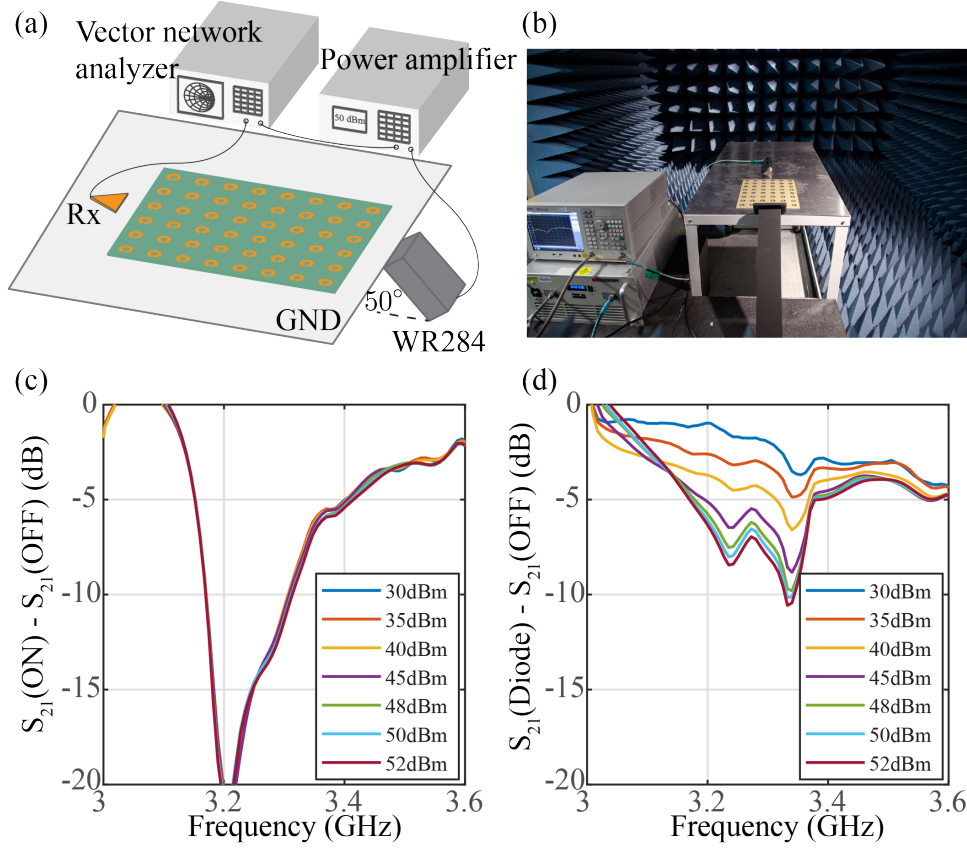 (a)
Vector network
analyzer
Power amplifier
50 dBm
Rx
GND
50°
WR284
(b)
(c)
S21(ON) - S21(OFF) (dB)
0
-5
-10
-15
-20
3
3.2
3.4
3.6
Frequency (GHz)
30dBm
35dBm
40dBm
45dBm
48dBm
50dBm
52dBm
(d)
S21(Diode) - S21(OFF) (dB)
0
-5
-10
-15
-20
3
3.2
3.4
3.6
Frequency (GHz)
30dBm
35dBm
40dBm
45dBm
48dBm
50dBm
52dBm